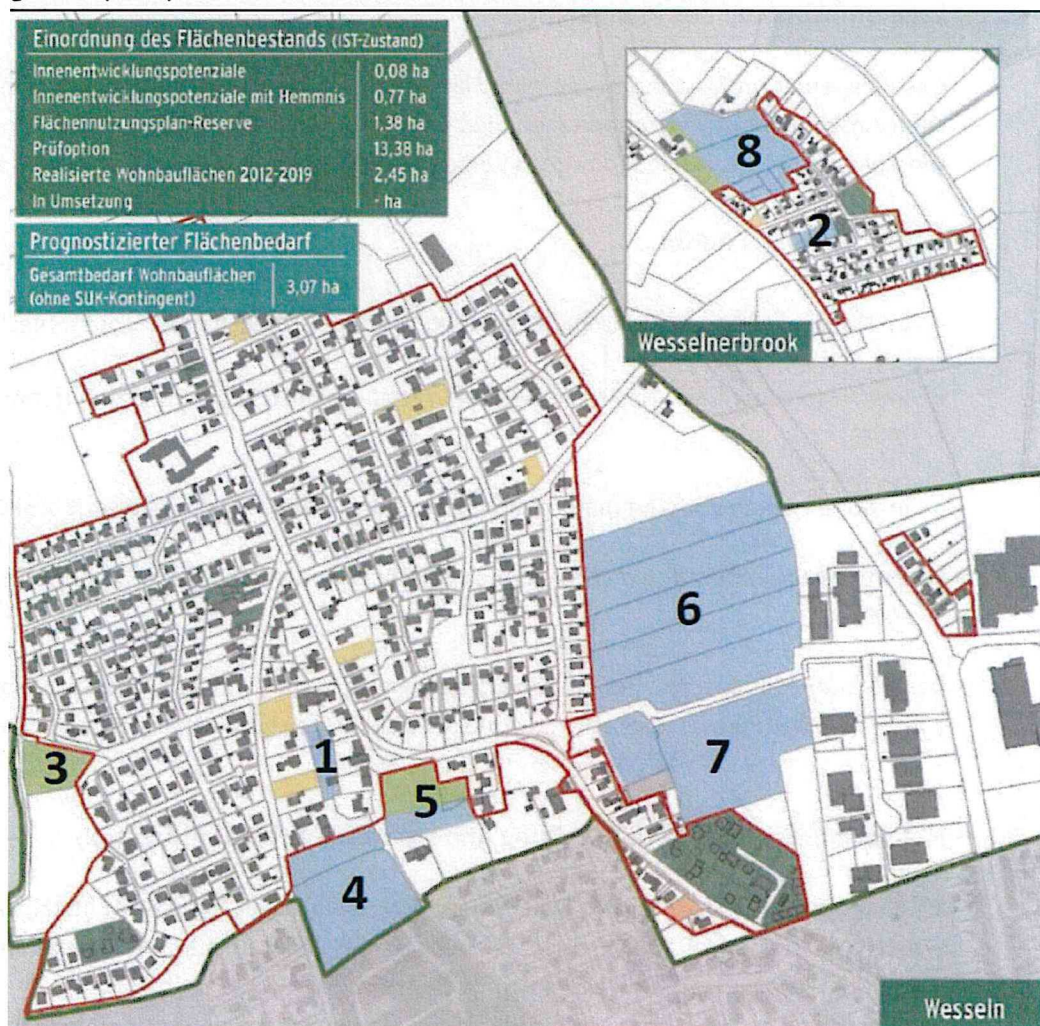 Einordnung des Flächenbestands (IST-Zustand)
Innenentwicklungspotenziale 0,08 ha
Innenentwicklungspotenziale mit Hemmnis 0,77 ha
Flächennutzungsplan-Reserve 1,38 ha
Prüfoption 13,38 ha
Realisierte Wohnbauflächen 2012-2019 2,45 ha
In Umsetzung - ha
Prognostizierter Flächenbedarf
Gesamtbedarf Wohnbauflächen
(ohne SUK-Kontingent) 3,07 ha
8
2
Wesselnerbrook
6
1
7
3
5
4
Wesseln